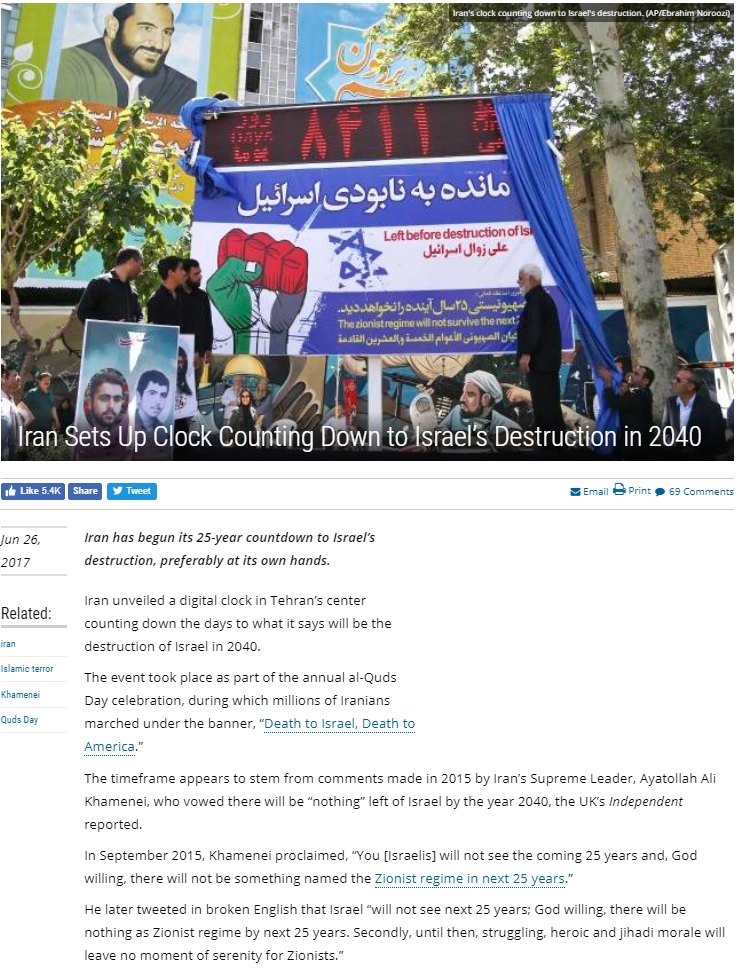 Iran's clock counting down to Israel's destruction. (AP/Ebrahim Noroozi)
۸۴۱۱
مانده به نابودی اسرائیل
Left before destruction of
علی زوال اسرائیل
صهیونیستی ۲۵ سال آینده را نخواهد دید.
The zionist regime will not survive the next
الصهيوني الأعوام الخمسة والعشرين القادمة
Iran Sets Up Clock Counting Down to Israel's Destruction in 2040
Like 5.4K Share Tweet Email Print 69 Comments
Jun 26,
2017
Iran has begun its 25-year countdown to Israel's
destruction, preferably at its own hands.
Related:
iran
Islamic terror
Khamenei
Quds Day
Iran unveiled a digital clock in Tehran's center
counting down the days to what it says will be the
destruction of Israel in 2040.
The event took place as part of the annual al-Quds
Day celebration, during which millions of Iranians
marched under the banner, “Death to Israel, Death to
America.”
The timeframe appears to stem from comments made in 2015 by Iran's Supreme Leader, Ayatollah Ali
Khamenei, who vowed there will be “nothing” left of Israel by the year 2040, the UK's Independent
reported.
In September 2015, Khamenei proclaimed, “You [Israelis] will not see the coming 25 years and, God
willing, there will not be something named the Zionist regime in next 25 years.”
He later tweeted in broken English that Israel “will not see next 25 years; God willing, there will be
nothing as Zionist regime by next 25 years. Secondly, until then, struggling, heroic and jihadi morale will
leave no moment of serenity for Zionists.”